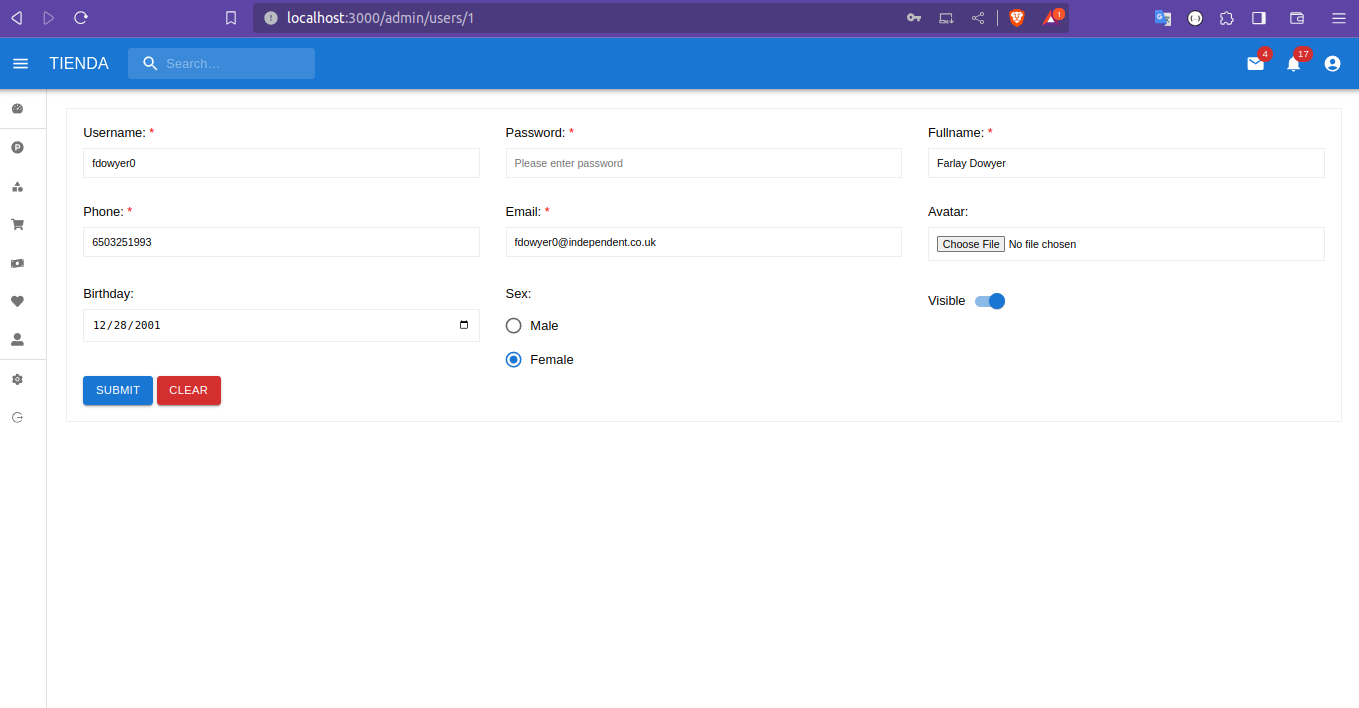 localhost:3000/admin/users/1
1
TIENDA
Search…
4
17
Username: *
Password: *
Fullname: *
fdowyer0
Please enter password
Farlay Dowyer
Phone: *
Email: *
Avatar:
6503251993
fdowyer0@independent.co.uk
Choose File No file chosen
Birthday:
Sex:
Visible
12/28/2001
Male
Female
SUBMIT
CLEAR